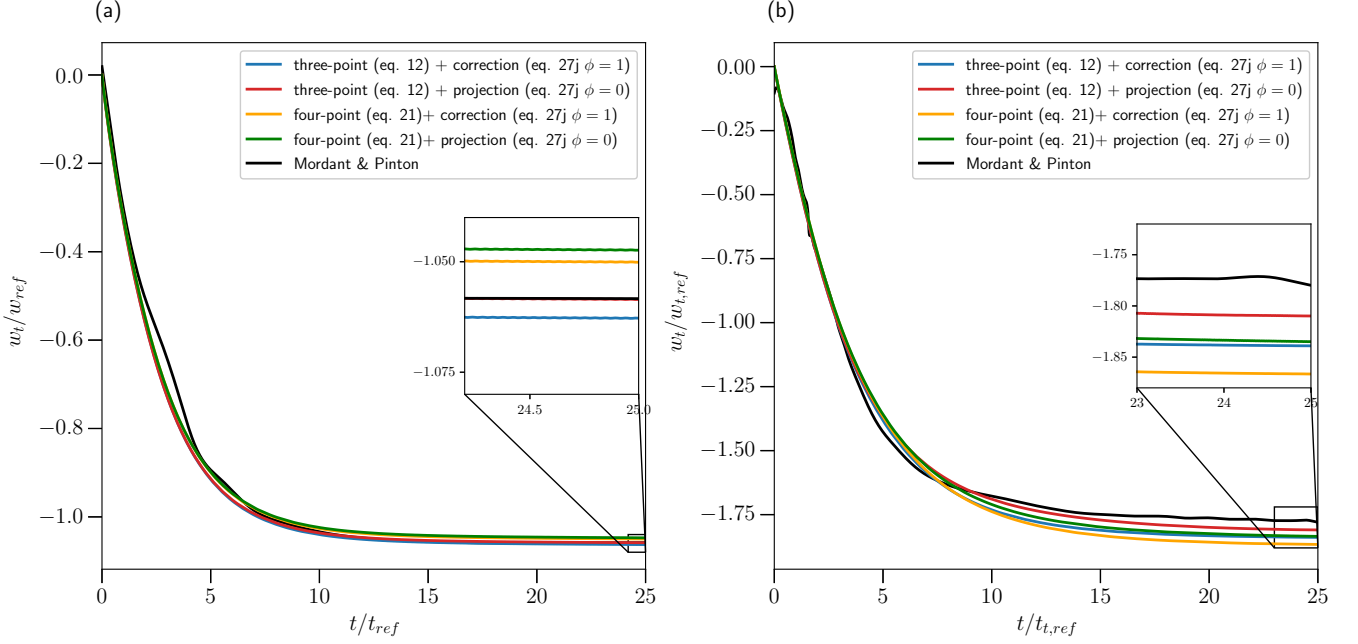 (a)
three-point (eq. 12) + correction (eq. 27j ϕ = 1)
three-point (eq. 12) + projection (eq. 27j ϕ = 0)
four-point (eq. 21)+ correction (eq. 27j ϕ = 1)
four-point (eq. 21)+ projection (eq. 27j ϕ = 0)
Mordant & Pinton
0.0
−0.2
−0.4
−0.6
−0.8
−1.0
w_t/w_ref
−1.050
−1.075
24.5
25.0
0
5
10
15
20
25
t/t_ref
(b)
three-point (eq. 12) + correction (eq. 27j ϕ = 1)
three-point (eq. 12) + projection (eq. 27j ϕ = 0)
four-point (eq. 21)+ correction (eq. 27j ϕ = 1)
four-point (eq. 21)+ projection (eq. 27j ϕ = 0)
Mordant & Pinton
0.00
−0.25
−0.50
−0.75
−1.00
−1.25
−1.50
−1.75
w_t/w_{t,ref}
−1.75
−1.80
−1.85
23
24
25
0
5
10
15
20
25
t/t_{t,ref}